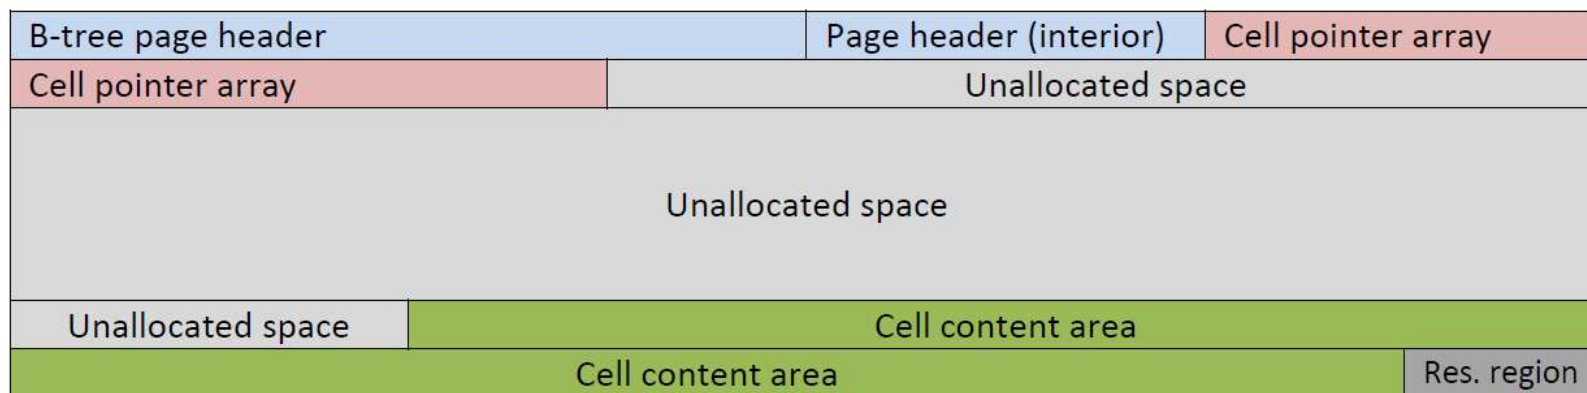 B-tree page header Page header (interior) Cell pointer array
Cell pointer array Unallocated space
Unallocated space
Unallocated space Cell content area
Cell content area Res. region